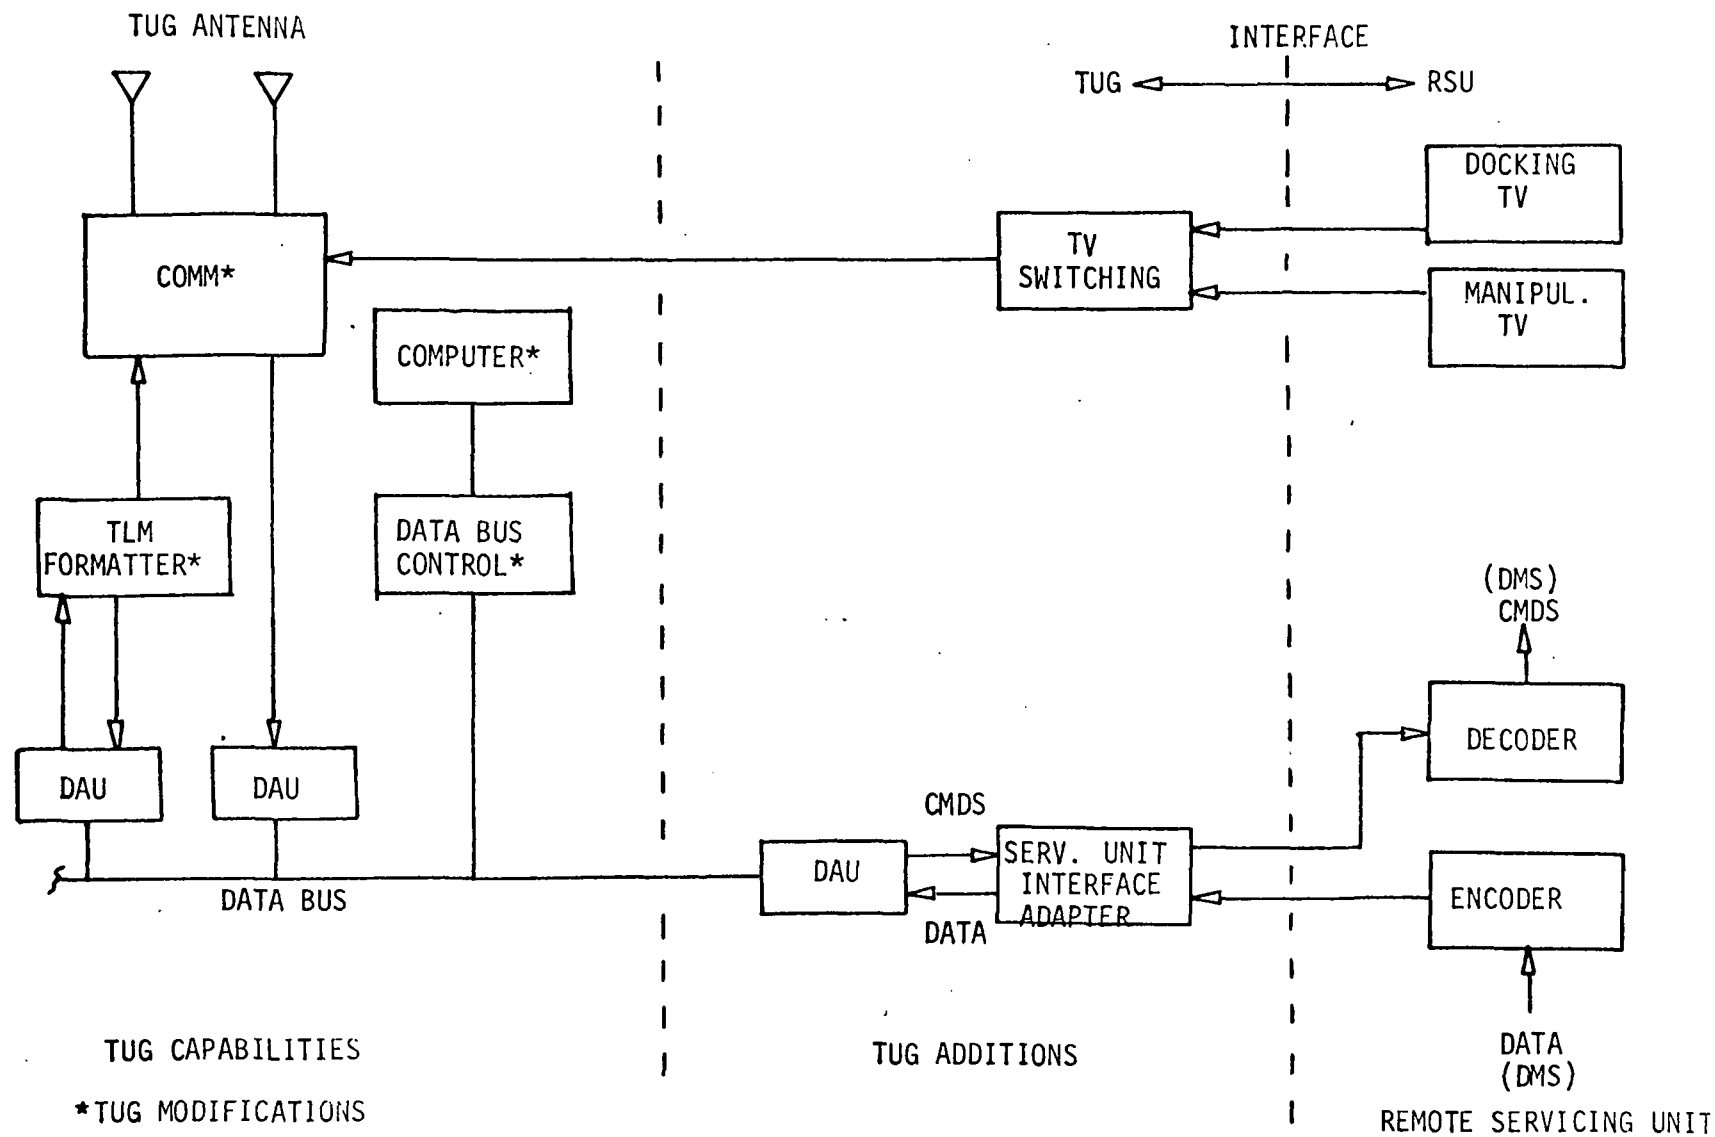 TUG ANTENNA
INTERFACE
TUG
RSU
DOCKING
TV
TV
SWITCHING
MANIPUL.
TV
COMM*
COMPUTER*
TLM
FORMATTER*
DATA BUS
CONTROL*
(DMS)
CMDS
DECODER
DAU
DAU
CMDS
DAU
SERV. UNIT
INTERFACE
ADAPTER
ENCODER
DATA BUS
DATA
DATA
(DMS)
TUG CAPABILITIES
TUG ADDITIONS
*TUG MODIFICATIONS
REMOTE SERVICING UNIT